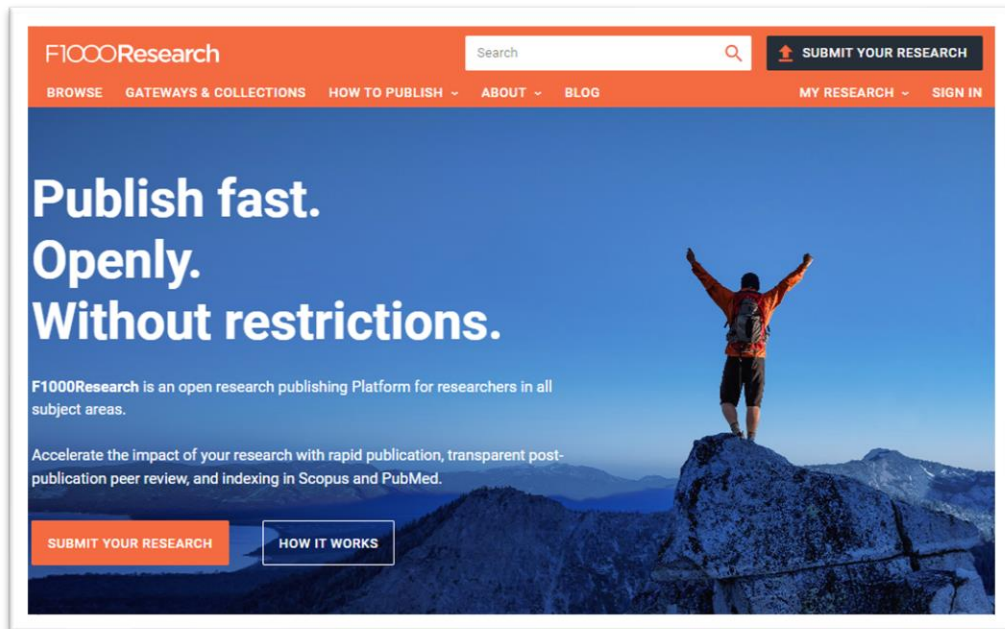 F1000Research
Search
SUBMIT YOUR RESEARCH
BROWSE
GATEWAYS & COLLECTIONS
HOW TO PUBLISH
ABOUT
BLOG
MY RESEARCH
SIGN IN
Publish fast.
Openly.
Without restrictions.
F1000Research is an open research publishing Platform for researchers in all
subject areas.
Accelerate the impact of your research with rapid publication, transparent post-
publication peer review, and indexing in Scopus and PubMed.
SUBMIT YOUR RESEARCH
HOW IT WORKS